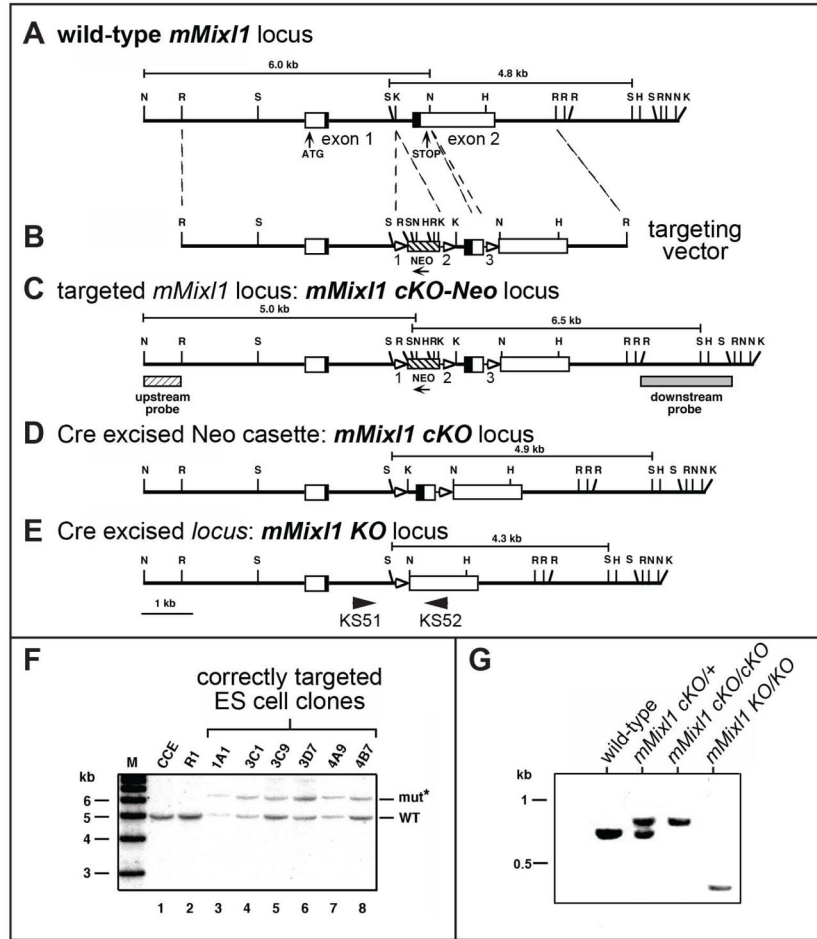 A wild-type mMixl1 locus
6.0 kb
4.8 kb
N R S S K N H R R R S H S R N N K
exon 1 exon 2
ATG STOP
B targeting vector
R S S R S N H R K K N H R
1 NEO 2 3
C targeted mMixl1 locus: mMixl1 cKO-Neo locus
5.0 kb
6.5 kb
N R S S R S N H R K K N H R R R S H S R N N K
1 NEO 2 3
upstream probe
downstream probe
D Cre excised Neo casette: mMixl1 cKO locus
4.9 kb
N R S S K N H R R R S H S R N N K
E Cre excised locus: mMixl1 KO locus
4.3 kb
N R S S N H R R R S H S R N N K
1 kb
KS51 KS52
F
correctly targeted
ES cell clones
M CCE R1 1A1 3C1 3C9 3D7 4A9 4B7
kb
6
5
4
3
mut*
WT
1 2 3 4 5 6 7 8
G
wild-type
mMixl1 cKO/+
mMixl1 cKO/cKO
mMixl1 KO/KO
kb
1
0.5